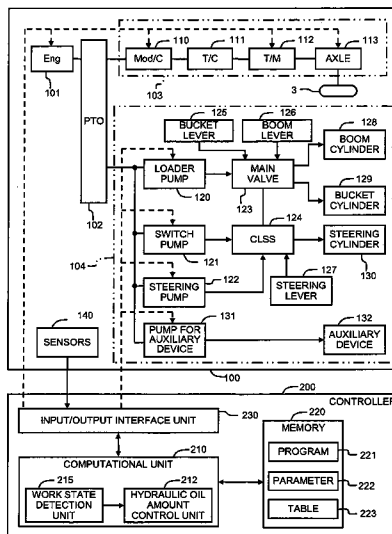 110
111
112
113
Eng
Mod/C
T/C
T/M
AXLE
101
103
3
PTO
102
125
126
128
BUCKET LEVER
BOOM LEVER
BOOM CYLINDER
LOADER PUMP
MAIN VALVE
129
120
123
BUCKET CYLINDER
124
SWITCH PUMP
CLSS
STEERING CYLINDER
121
130
104
STEERING PUMP
122
127
STEERING LEVER
131
132
140
SENSORS
PUMP FOR AUXILIARY DEVICE
AUXILIARY DEVICE
100
200
CONTROLLER
INPUT/OUTPUT INTERFACE UNIT
230
220
MEMORY
210
COMPUTATIONAL UNIT
PROGRAM
221
215
212
PARAMETER
222
WORK STATE DETECTION UNIT
HYDRAULIC OIL AMOUNT CONTROL UNIT
TABLE
223